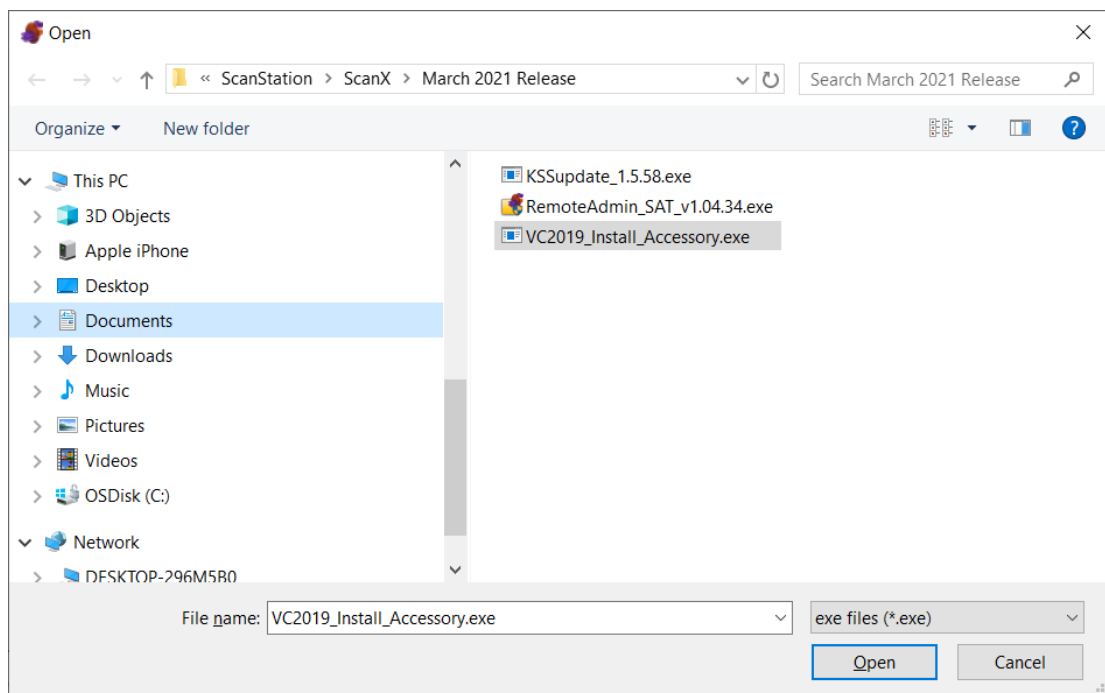 Open
« ScanStation > ScanX > March 2021 Release
Search March 2021 Release
Organize
New folder
?
This PC
3D Objects
Apple iPhone
Desktop
Documents
Downloads
Music
Pictures
Videos
OSDisk (C:)
Network
DESKTOP-296M5B0
KSSupdate_1.5.58.exe
RemoteAdmin_SAT_v1.04.34.exe
VC2019_Install_Accessory.exe
File name: VC2019_Install_Accessory.exe
exe files (*.exe)
Open
Cancel